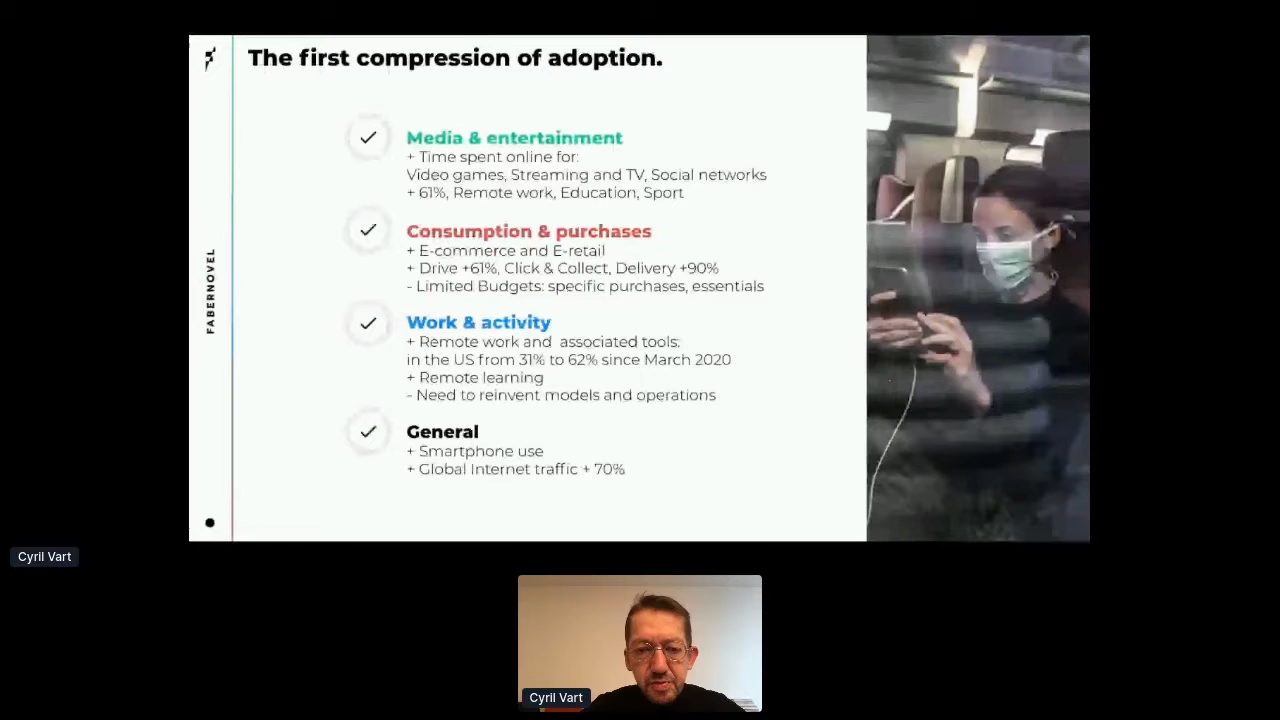 The first compression of adoption.
Media & entertainment
+ Time spent online for:
Video games, Streaming and TV, Social networks
+ 61%, Remote work, Education, Sport
Consumption & purchases
+ E-commerce and E-retail
+ Drive +61%, Click & Collect, Delivery +90%
- Limited Budgets: specific purchases, essentials
Work & activity
+ Remote work and associated tools:
in the US from 31% to 62% since March 2020
+ Remote learning
- Need to reinvent models and operations
General
+ Smartphone use
+ Global Internet traffic + 70%
FABERNOVEL
Cyril Vart
Cyril Vart